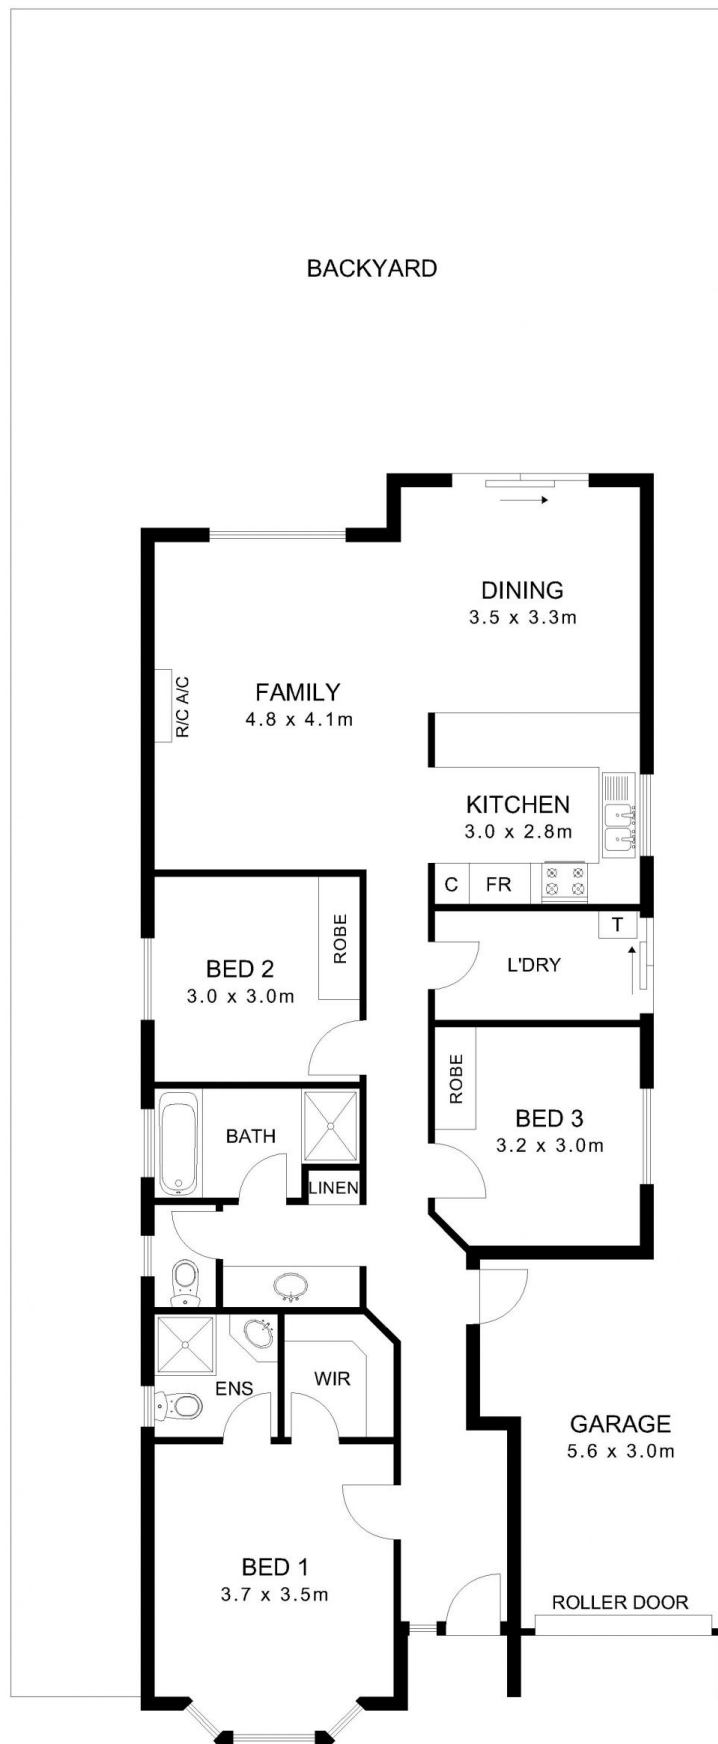 BACKYARD
DINING
3.5 x 3.3m
R/C A/C
FAMILY
4.8 x 4.1m
KITCHEN
3.0 x 2.8m
C
FR
BED 2
3.0 x 3.0m
ROBE
T
L'DRY
ROBE
BED 3
3.2 x 3.0m
BATH
LINEN
ENS
WIR
GARAGE
5.6 x 3.0m
BED 1
3.7 x 3.5m
ROLLER DOOR